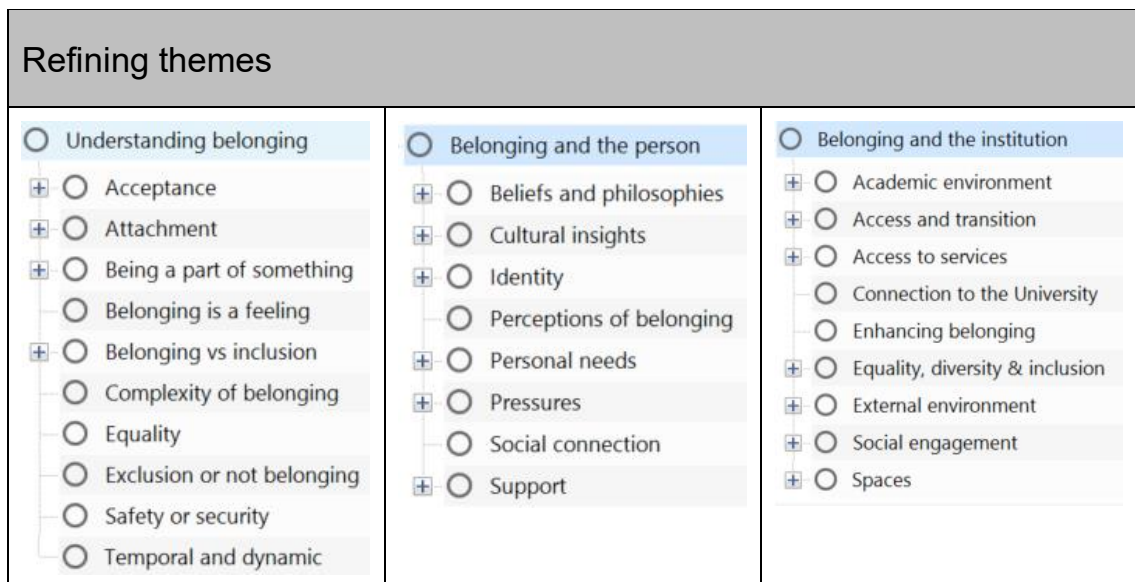 Refining themes
Understanding belonging
Acceptance
Attachment
Being a part of something
Belonging is a feeling
Belonging vs inclusion
Complexity of belonging
Equality
Exclusion or not belonging
Safety or security
Temporal and dynamic
Belonging and the person
Beliefs and philosophies
Cultural insights
Identity
Perceptions of belonging
Personal needs
Pressures
Social connection
Support
Belonging and the institution
Academic environment
Access and transition
Access to services
Connection to the University
Enhancing belonging
Equality, diversity & inclusion
External environment
Social engagement
Spaces